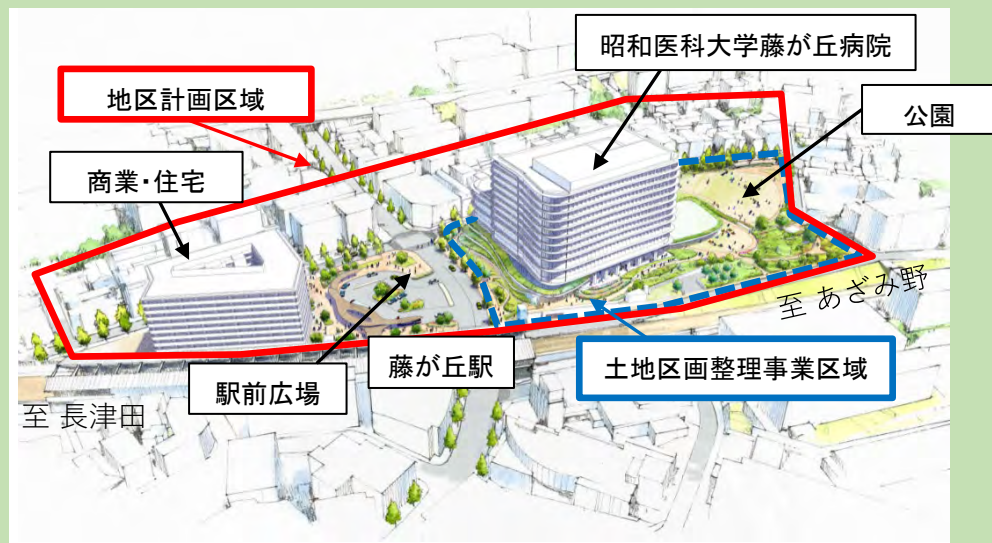 昭和医科大学藤が丘病院
地区計画区域
公園
商業・住宅
至 あざみ野
藤が丘駅
土地区画整理事業区域
駅前広場
至 長津田